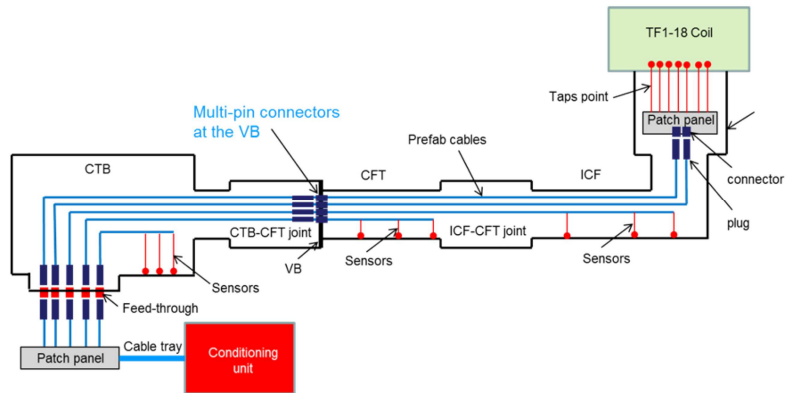 TF1-18 Coil
Taps point
Patch panel
Multi-pin connectors
at the VB
Prefab cables
CTB
CFT
ICF
connector
plug
CTB-CFT joint
ICF-CFT joint
Sensors
Sensors
VB
Sensors
Feed-through
Cable tray
Patch panel
Conditioning
unit